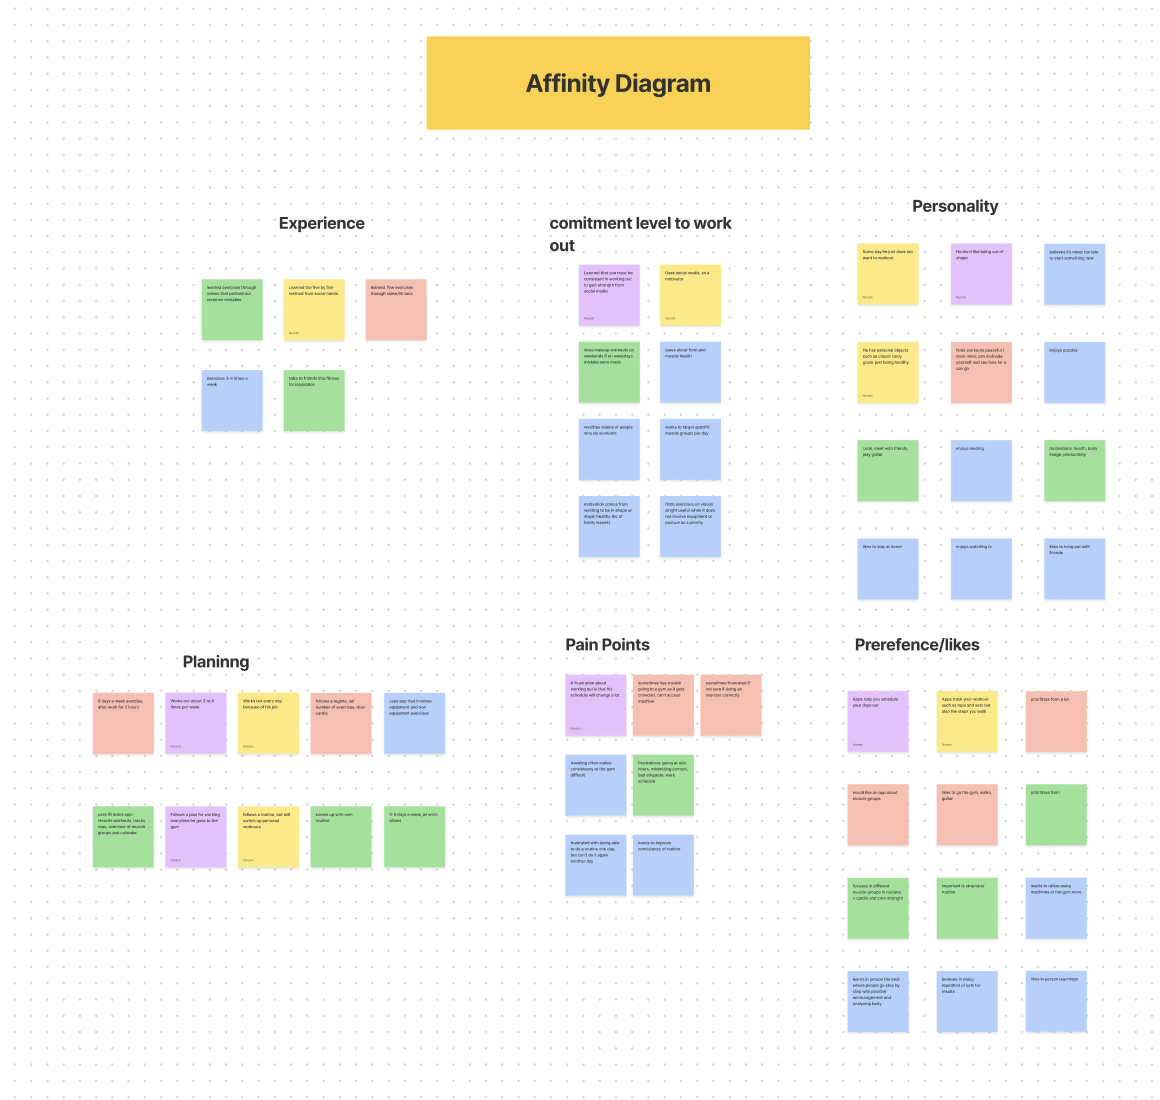 Affinity Diagram
Experience
learned exercises through
videos that pointed out
common mistakes
Learned the five by five
method from social media
learned five exercises
through video/tik toks
exercises 3-4 times a
week
talks to friends into fitness
for inspiration
comitment level to work
out
Learned that you must be
consistent in working out
to gain strength from
social media
Uses social media, as a
motivator
does makeup workouts on
weekends if on weekdays
mistake were made
cares about form and
muscle health
watches videos of people
who do workouts
wants to target specific
muscle groups per day
motivation comes from
wanting to be in shape or
stayin healthy (bc of
family issues)
finds exercises on videos
alright useful when it does
not involve equipment or
posture as a priority
Personality
Some day he just does not
want to workout
He don't like being out of
shape
believes it's never too late
to start something new
He has personal objects
such as classic body
goals, just being healthy.
finds workouts peaceful /
clear mind, can motivate
yourself and see how far u
can go
enjoys puzzles
cook, meet with friends,
play guitar
enjoys reading
motivations: health, body
image, productivity
likes to stay at home
enjoys watching tv
likes to hang out with
friends
Planinng
5 days a week exercise,
after work for 2 hours
Works out about 3 to 4
times per week
Works out every day
because of his job
follows a regime, set
number of exercises, then
cardio
uses app that involves
equipment and non
equipment exercises
uses fit notes app -
records workouts, tracks
reps, overview of muscle
groups and calendar
Follows a plan for working
everytime he goes to the
gym
Follows a routine, but will
switch up personal
workouts
comes up with own
routine
3-5 days a week, as work
allows
Pain Points
A frustration about
working out is that his
schedule will change a lot
sometimes has trouble
going to a gym as it gets
crowded, can't access
machine
sometimes frustrated if
not sure if doing an
exercise correctly
traveling often makes
consistency at the gym
difficult
frustrations: going at odd
hours, minimizing contact,
bad etiquette, work
schedule
frustrated with being able
to do a routine one day,
but can't do it again
another day
needs to improve
consistency of routine
Prerefence/likes
Apps help you schedule
your days out
Apps track your workout
such as reps and sets but
also the steps you walk
prioritizes form a lot
would like an app about
muscle groups
likes to go the gym, walks,
guitar
prioritizes form
focuses in different
muscle groups in routions
+ cardio and core strength
important is structure/
routine
wants to utilize using
machines at the gym more
learns in person the best
where people go step by
step with positive
encouragement and
analyzing body
believes in doing
repetition of sets for
results
likes in person teachings